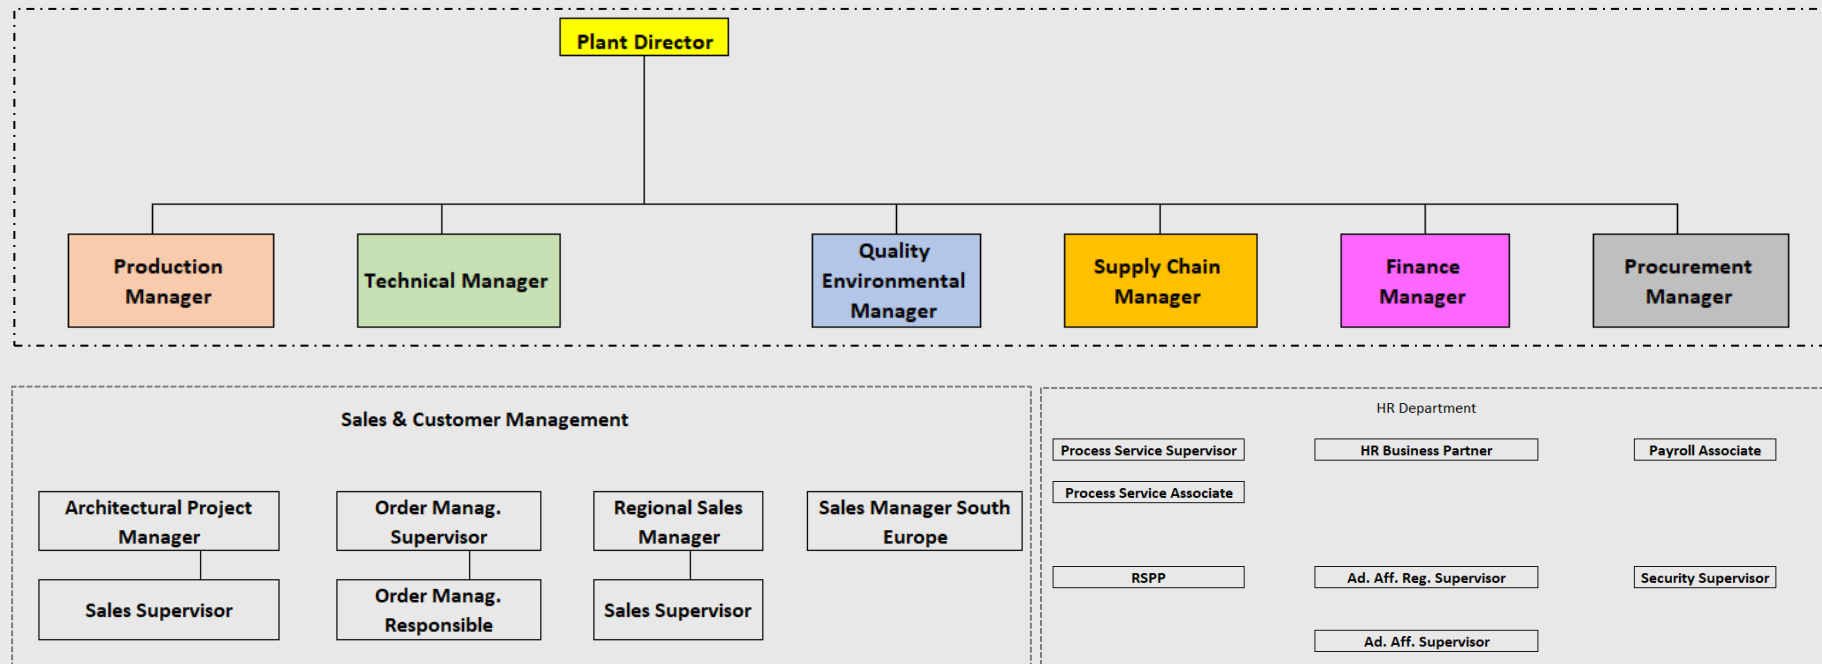 Plant Director
Production
Manager
Technical Manager
Quality
Environmental
Manager
Supply Chain
Manager
Finance
Manager
Procurement
Manager
Sales & Customer Management
Architectural Project
Manager
Order Manag.
Supervisor
Regional Sales
Manager
Sales Manager South
Europe
Sales Supervisor
Order Manag.
Responsible
Sales Supervisor
HR Department
Process Service Supervisor
HR Business Partner
Payroll Associate
Process Service Associate
RSPP
Ad. Aff. Reg. Supervisor
Security Supervisor
Ad. Aff. Supervisor